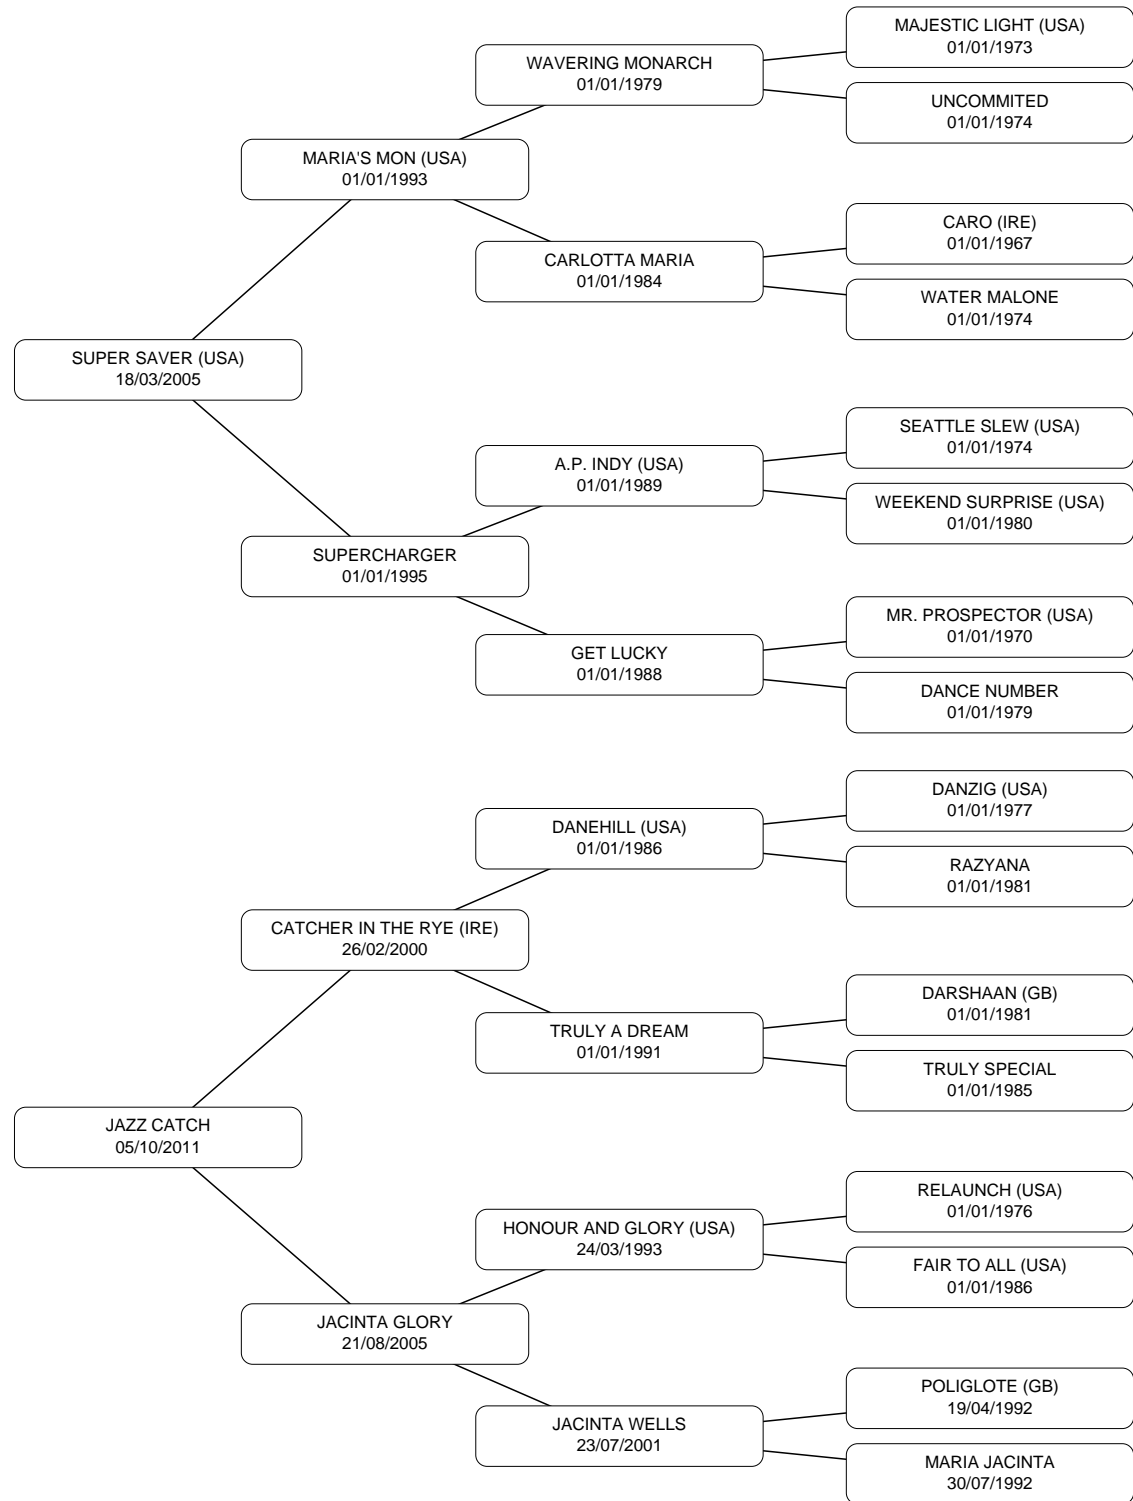 MAJESTIC LIGHT (USA)
01/01/1973
WAVERING MONARCH
01/01/1979
UNCOMMITED
01/01/1974
MARIA'S MON (USA)
01/01/1993
CARO (IRE)
01/01/1967
CARLOTTA MARIA
01/01/1984
WATER MALONE
01/01/1974
SUPER SAVER (USA)
18/03/2005
SEATTLE SLEW (USA)
01/01/1974
A.P. INDY (USA)
01/01/1989
WEEKEND SURPRISE (USA)
01/01/1980
SUPERCHARGER
01/01/1995
MR. PROSPECTOR (USA)
01/01/1970
GET LUCKY
01/01/1988
DANCE NUMBER
01/01/1979
DANZIG (USA)
01/01/1977
DANEHILL (USA)
01/01/1986
RAZYANA
01/01/1981
CATCHER IN THE RYE (IRE)
26/02/2000
DARSHAAN (GB)
01/01/1981
TRULY A DREAM
01/01/1991
TRULY SPECIAL
01/01/1985
JAZZ CATCH
05/10/2011
RELAUNCH (USA)
01/01/1976
HONOUR AND GLORY (USA)
24/03/1993
FAIR TO ALL (USA)
01/01/1986
JACINTA GLORY
21/08/2005
POLIGLOTE (GB)
19/04/1992
JACINTA WELLS
23/07/2001
MARIA JACINTA
30/07/1992